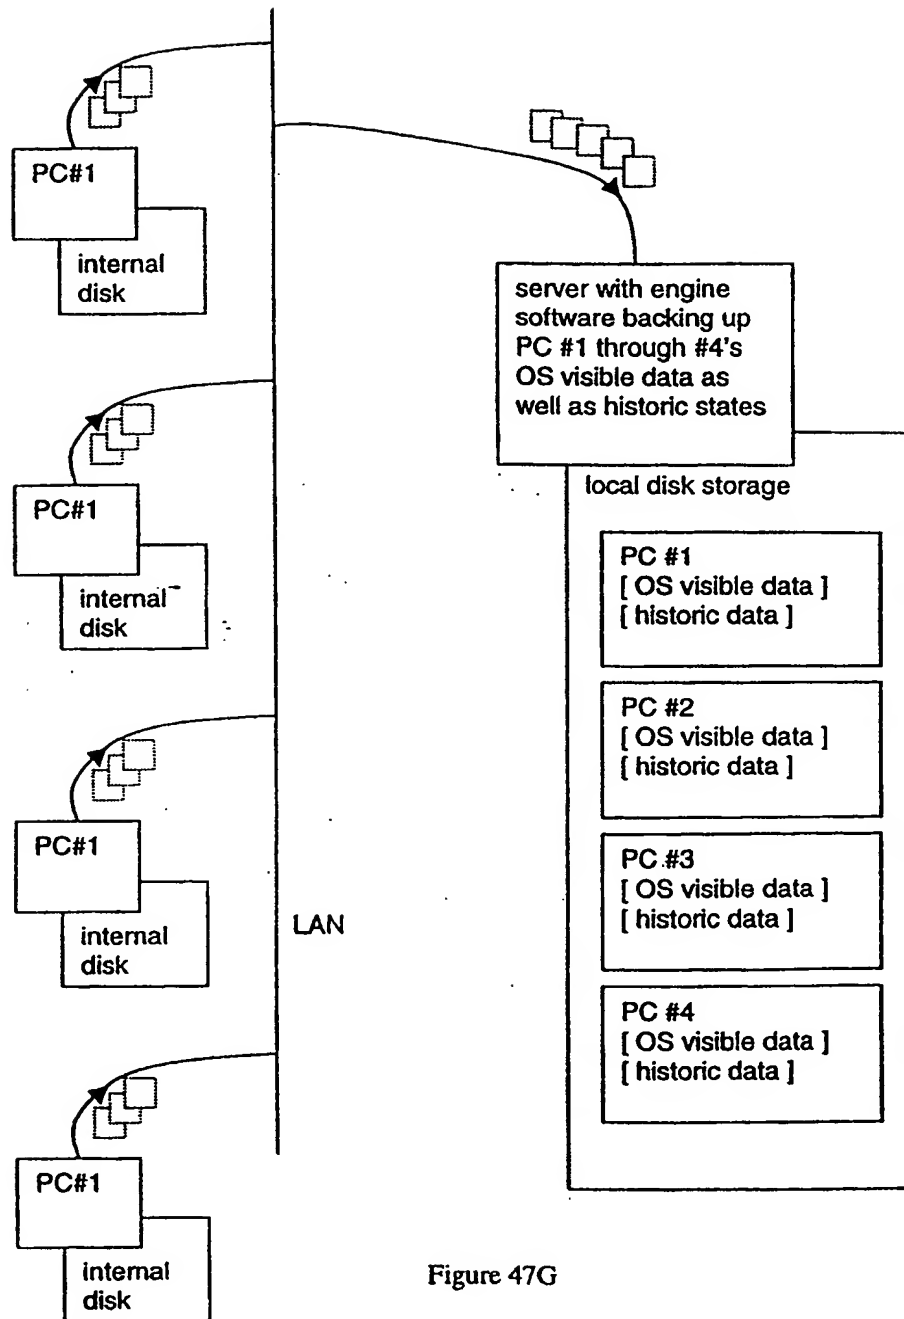 PC#1
internal
disk
PC#1
internal
disk
PC#1
internal
disk
PC#1
internal
disk
LAN
server with engine
software backing up
PC #1 through #4's
OS visible data as
well as historic states
local disk storage
PC #1
[ OS visible data ]
[ historic data ]
PC #2
[ OS visible data ]
[ historic data ]
PC #3
[ OS visible data ]
[ historic data ]
PC #4
[ OS visible data ]
[ historic data ]
Figure 47G